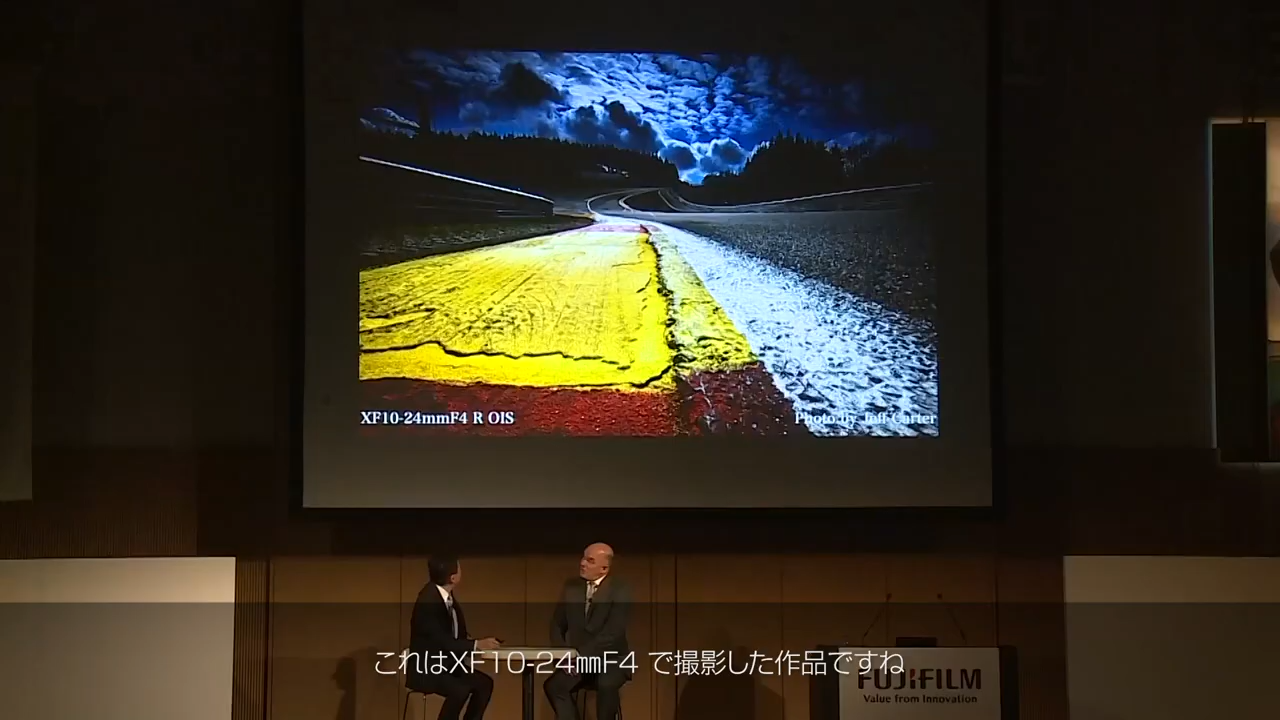 XF10-24mmF4 R OIS
Photo by Jeff Carter
これはXF10-24㎜F4 で撮影した作品ですね
FUJIFILM
Value from Innovation